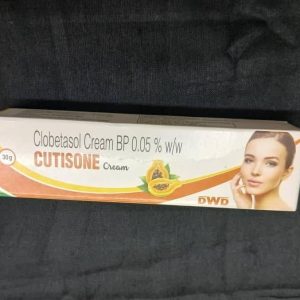 Clobetasol Cream BP 0.05 % w/w
30g
CUTISONE Cream
DWD